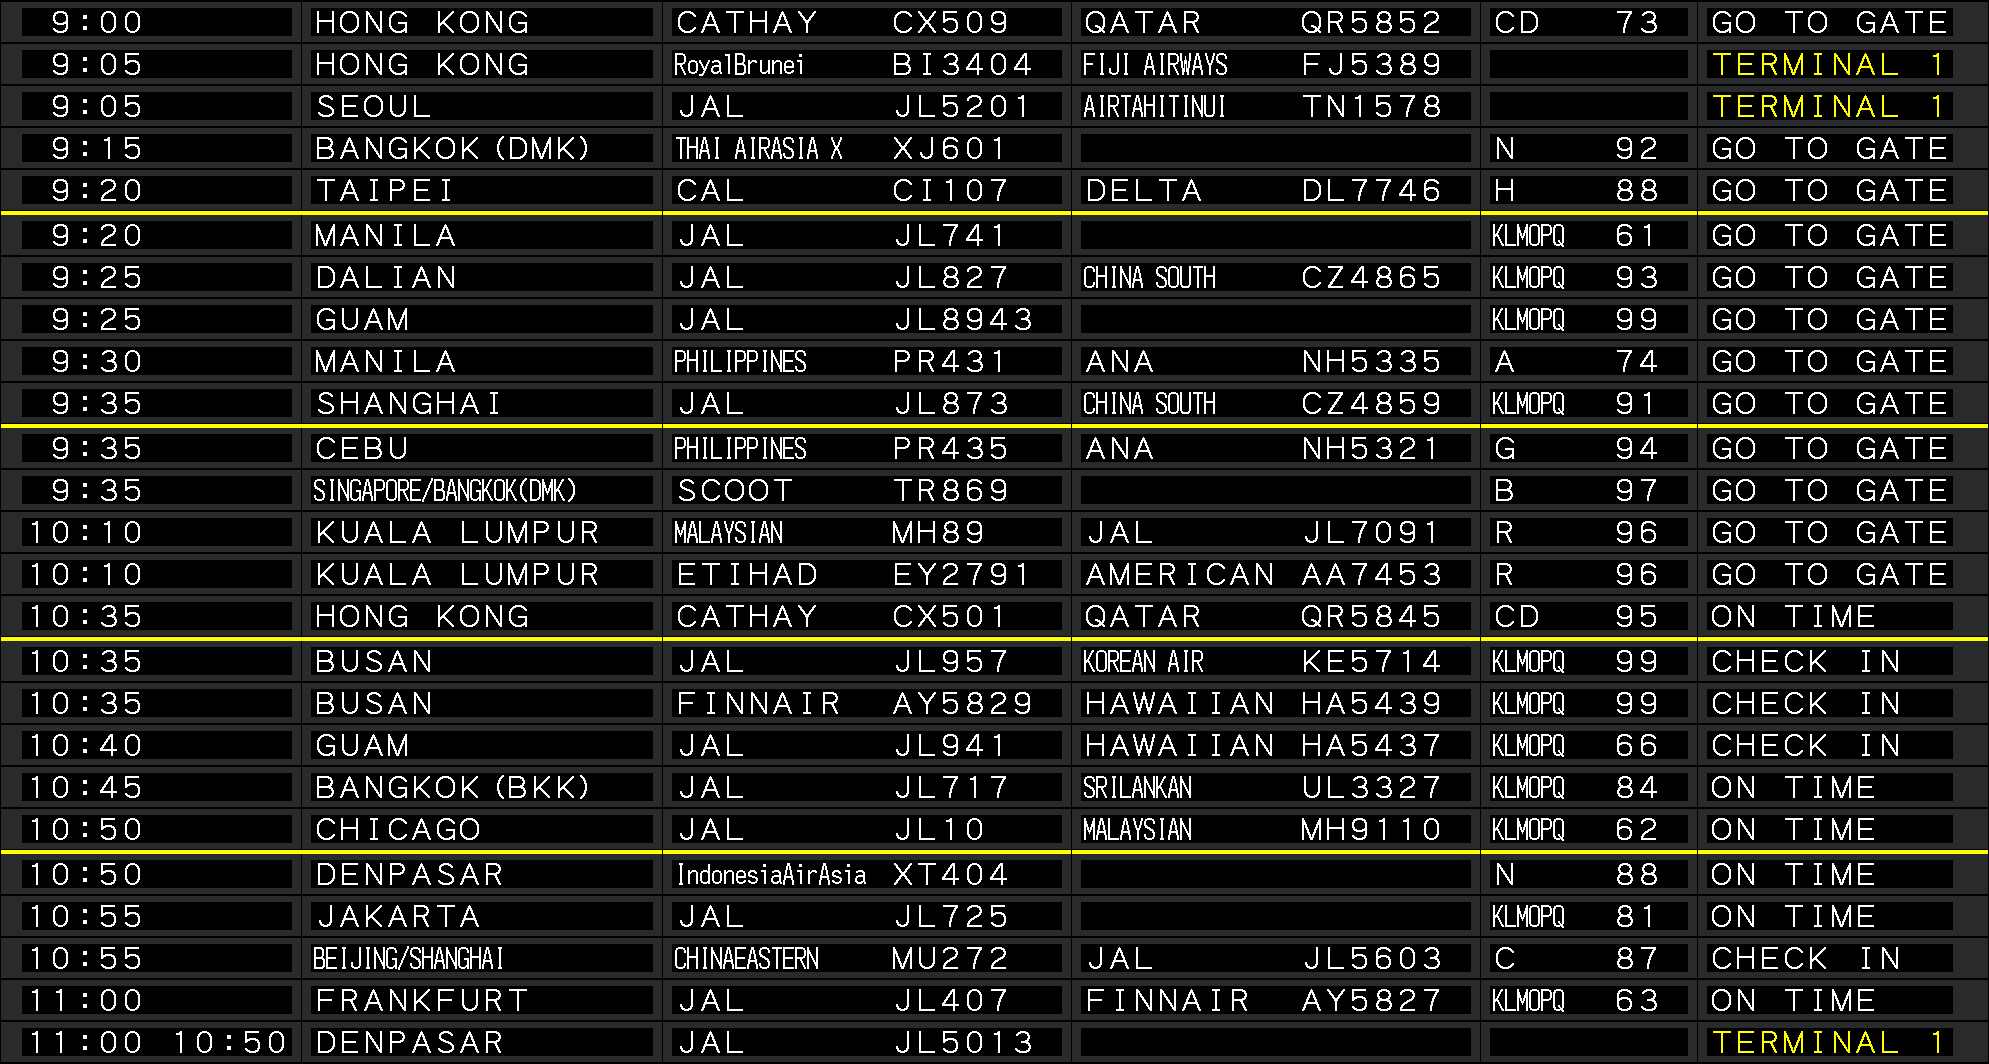 9:00 HONG KONG CATHAY CX509 QATAR QR5852 CD 73 GO TO GATE
9:05 HONG KONG RoyalBrunei BI3404 FIJI AIRWAYS FJ5389 TERMINAL 1
9:05 SEOUL JAL JL5201 AIRTAHITINUI TN1578 TERMINAL 1
9:15 BANGKOK (DMK) THAI AIRASIA X XJ601 N 92 GO TO GATE
9:20 TAIPEI CAL CI107 DELTA DL7746 H 88 GO TO GATE
9:20 MANILA JAL JL741 KLMOPQ 61 GO TO GATE
9:25 DALIAN JAL JL827 CHINA SOUTH CZ4865 KLMOPQ 93 GO TO GATE
9:25 GUAM JAL JL8943 KLMOPQ 99 GO TO GATE
9:30 MANILA PHILIPPINES PR431 ANA NH5335 A 74 GO TO GATE
9:35 SHANGHAI JAL JL873 CHINA SOUTH CZ4859 KLMOPQ 91 GO TO GATE
9:35 CEBU PHILIPPINES PR435 ANA NH5321 G 94 GO TO GATE
9:35 SINGAPORE/BANGKOK(DMK) SCOOT TR869 B 97 GO TO GATE
10:10 KUALA LUMPUR MALAYSIAN MH89 JAL JL7091 R 96 GO TO GATE
10:10 KUALA LUMPUR ETIHAD EY2791 AMERICAN AA7453 R 96 GO TO GATE
10:35 HONG KONG CATHAY CX501 QATAR QR5845 CD 95 ON TIME
10:35 BUSAN JAL JL957 KOREAN AIR KE5714 KLMOPQ 99 CHECK IN
10:35 BUSAN FINNAIR AY5829 HAWAIIAN HA5439 KLMOPQ 99 CHECK IN
10:40 GUAM JAL JL941 HAWAIIAN HA5437 KLMOPQ 66 CHECK IN
10:45 BANGKOK (BKK) JAL JL717 SRILANKAN UL3327 KLMOPQ 84 ON TIME
10:50 CHICAGO JAL JL10 MALAYSIAN MH9110 KLMOPQ 62 ON TIME
10:50 DENPASAR IndonesiaAirAsia XT404 N 88 ON TIME
10:55 JAKARTA JAL JL725 KLMOPQ 81 ON TIME
10:55 BEIJING/SHANGHAI CHINAEASTERN MU272 JAL JL5603 C 87 CHECK IN
11:00 FRANKFURT JAL JL407 FINNAIR AY5827 KLMOPQ 63 ON TIME
11:00 10:50 DENPASAR JAL JL5013 TERMINAL 1